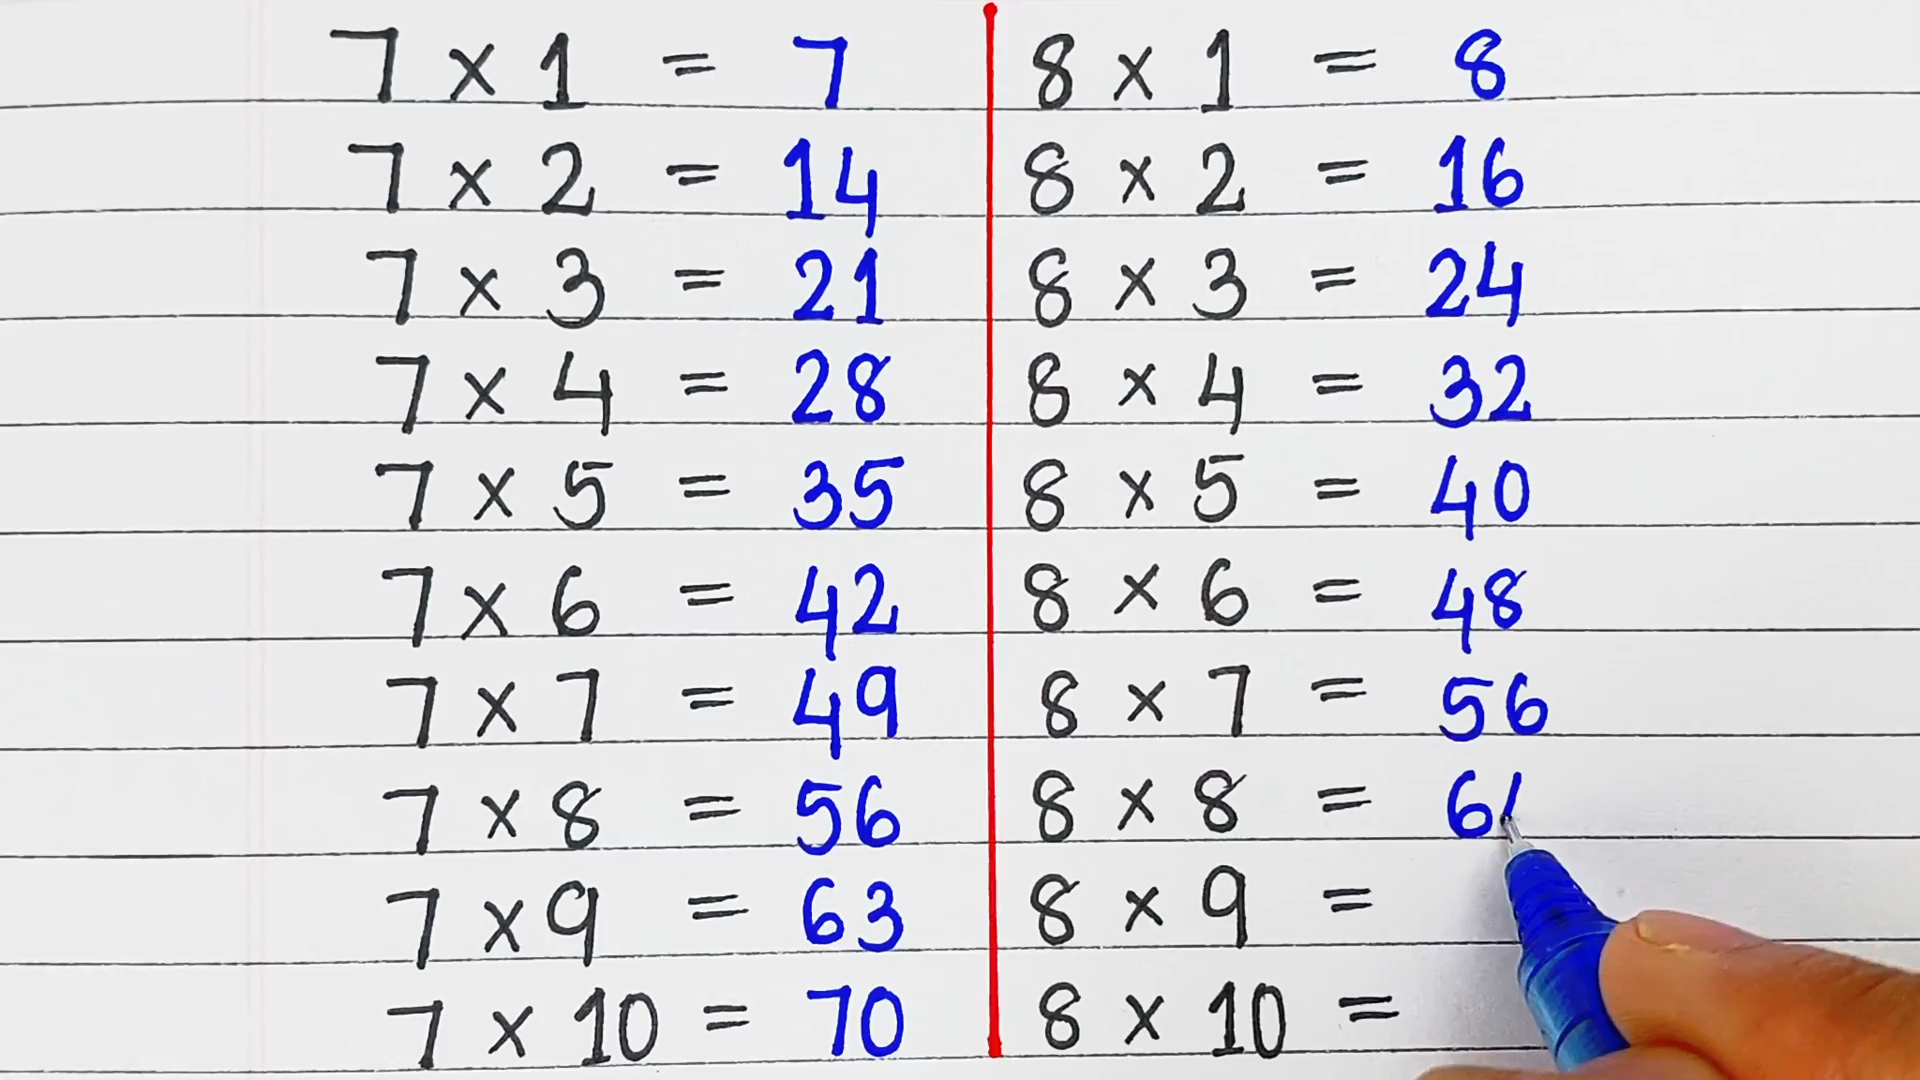 7 × 1 = 7
7 × 2 = 14
7 × 3 = 21
7 × 4 = 28
7 × 5 = 35
7 × 6 = 42
7 × 7 = 49
7 × 8 = 56
7 × 9 = 63
7 × 10 = 70
8 × 1 = 8
8 × 2 = 16
8 × 3 = 24
8 × 4 = 32
8 × 5 = 40
8 × 6 = 48
8 × 7 = 56
8 × 8 = 6
8 × 9 =
8 × 10 =